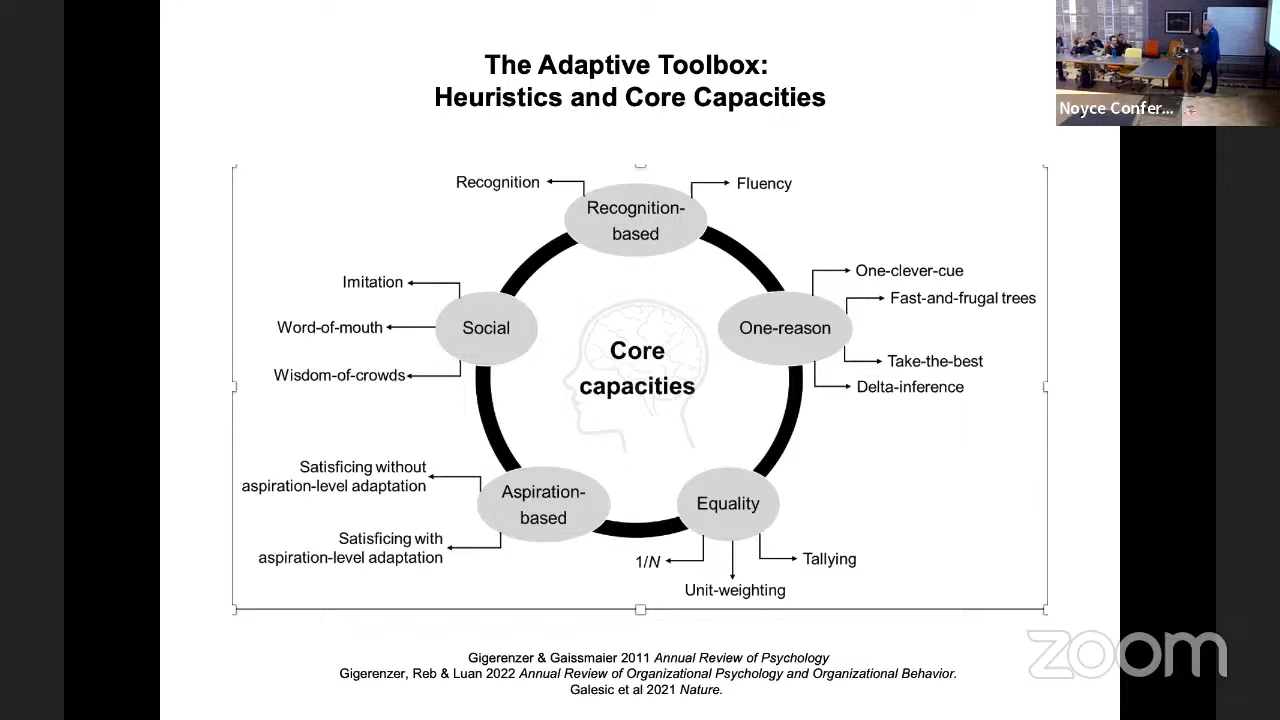 The Adaptive Toolbox:
Heuristics and Core Capacities
Noyce Confer...
Recognition
Fluency
Recognition-
based
One-clever-cue
Fast-and-frugal trees
Imitation
Word-of-mouth
Social
Wisdom-of-crowds
One-reason
Core
capacities
Take-the-best
Delta-inference
Satisficing without
aspiration-level adaptation
Aspiration-
based
Satisficing with
aspiration-level adaptation
Equality
1/N
Unit-weighting
Tallying
Gigerenzer & Gaissmaier 2011 Annual Review of Psychology
Gigerenzer, Reb & Luan 2022 Annual Review of Organizational Psychology and Organizational Behavior.
Galesic et al 2021 Nature.
zoom